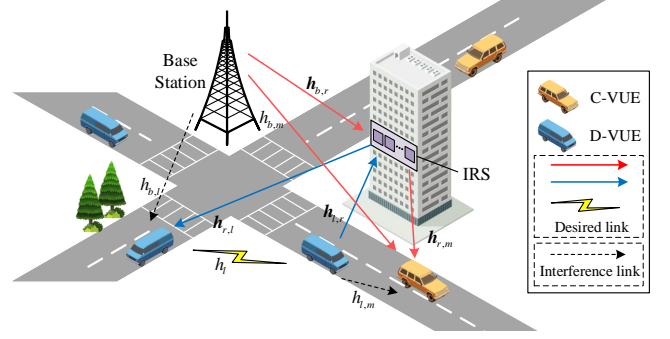 Base
Station
h_{b,r}
h_{b,m}
h_{b,l}
IRS
h_{l,r}
h_{r,l}
h_{r,m}
h_l
h_{l,m}
C-VUE
D-VUE
Desired link
Interference link